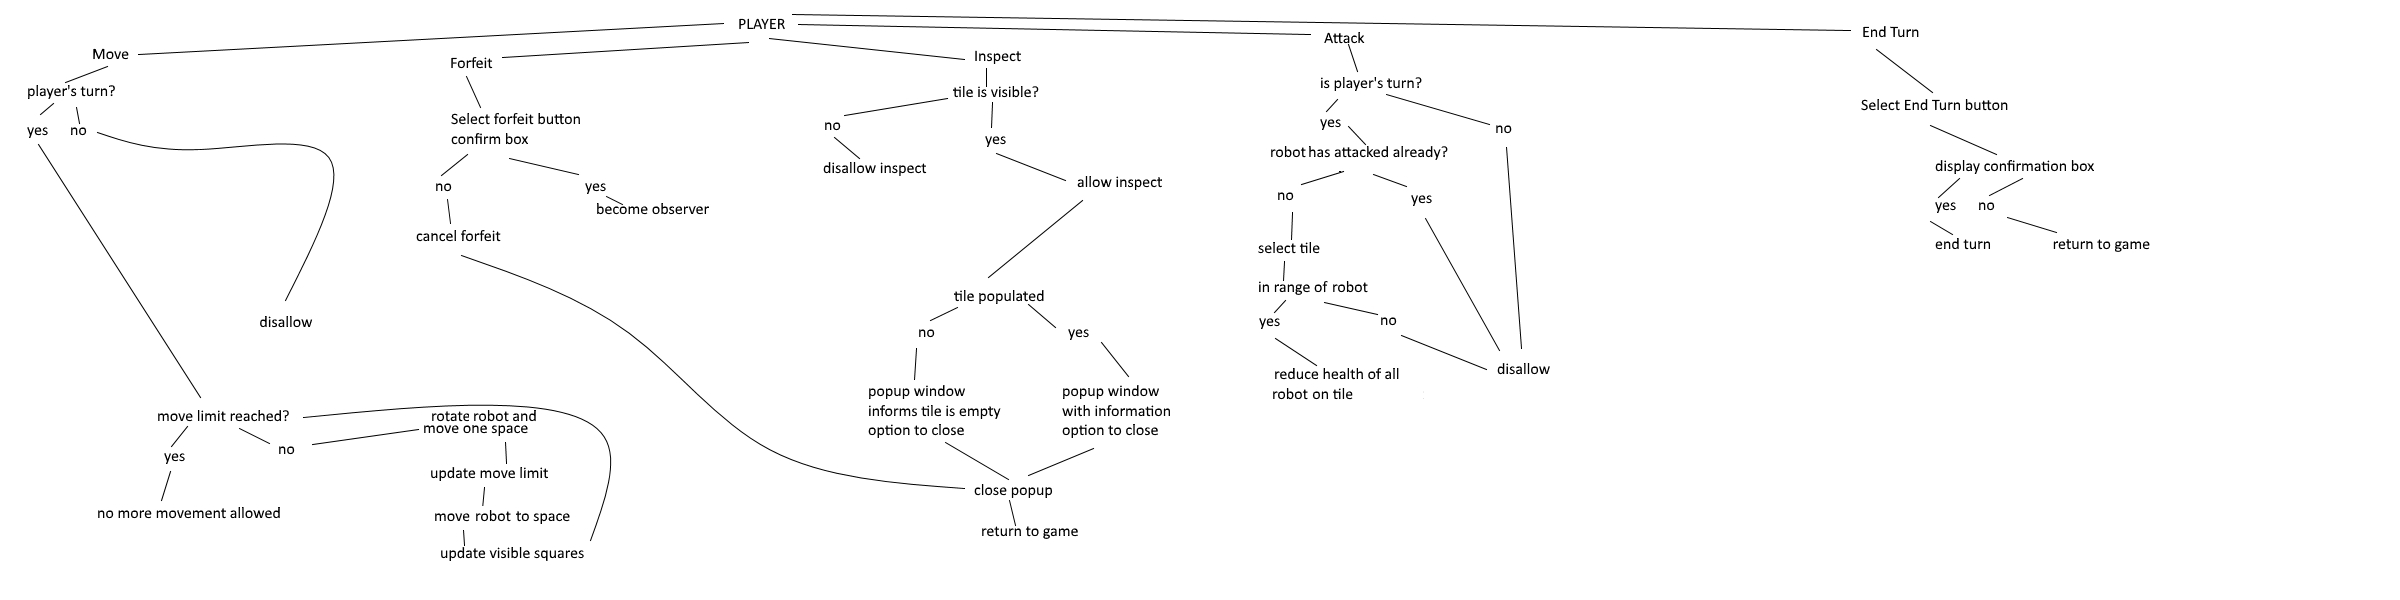 PLAYER
Move
player's turn?
yes
no
disallow
move limit reached?
yes
no
no more movement allowed
rotate robot and
move one space
update move limit
move robot to space
update visible squares
Forfeit
Select forfeit button
confirm box
no
yes
become observer
cancel forfeit
Inspect
tile is visible?
no
disallow inspect
yes
allow inspect
tile populated
no
yes
popup window
informs tile is empty
option to close
popup window
with information
option to close
close popup
return to game
Attack
is player's turn?
yes
no
robot has attacked already?
no
yes
select tile
in range of robot
yes
no
reduce health of all
robot on tile
disallow
End Turn
Select End Turn button
display confirmation box
yes
no
end turn
return to game